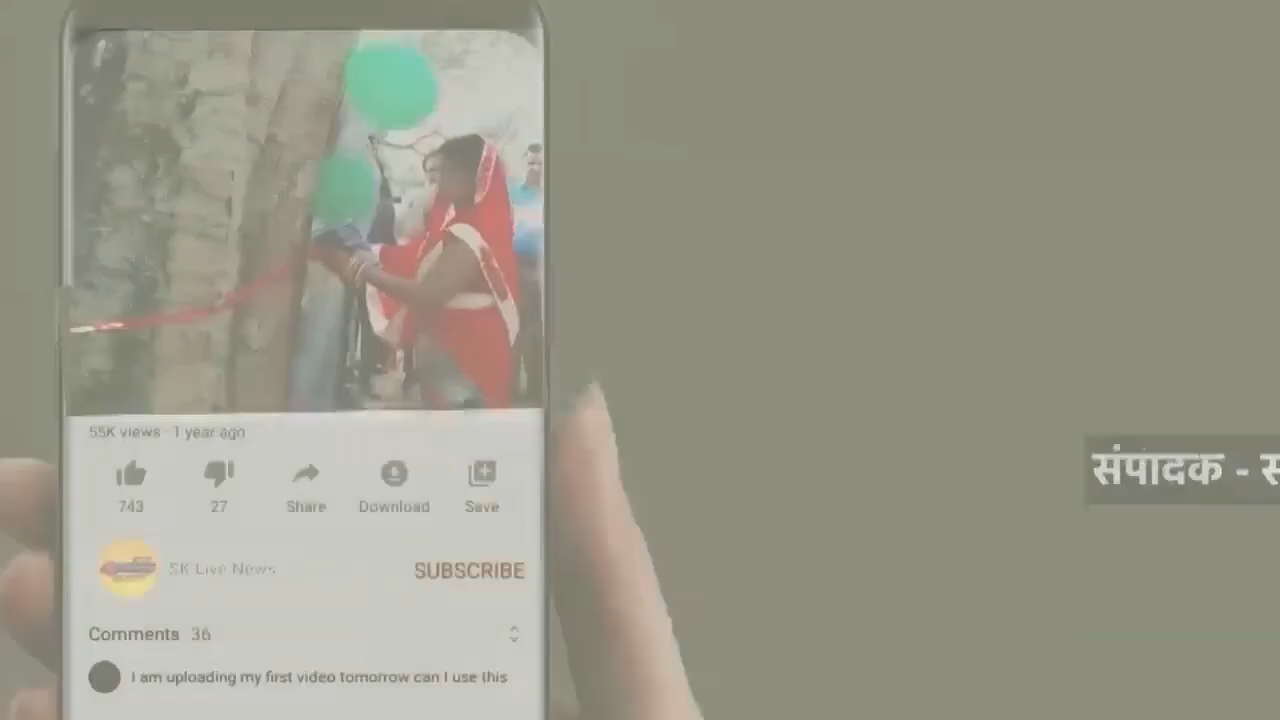 55K views · 1 year ago
743
27
Share
Download
Save
SK Live News
SUBSCRIBE
Comments 36
I am uploading my first video tomorrow can I use this
संपादक -